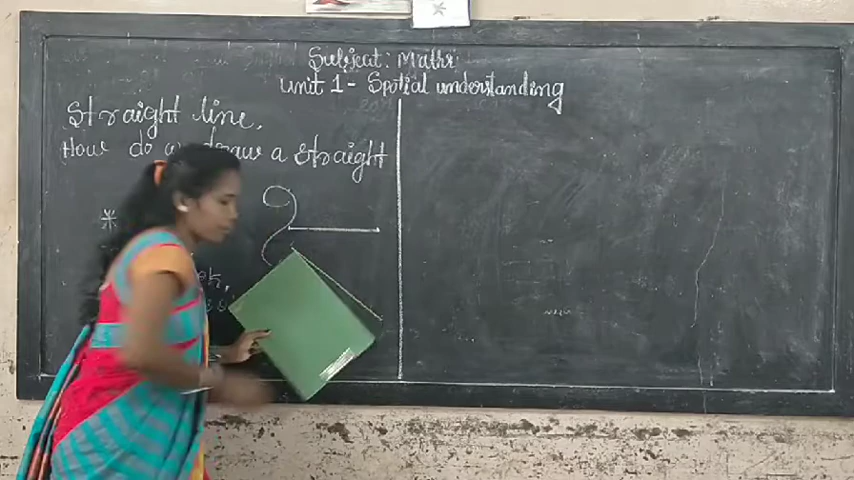 Subject: Maths
Unit 1 - Spatial understanding
Straight line.
How do draw a straight